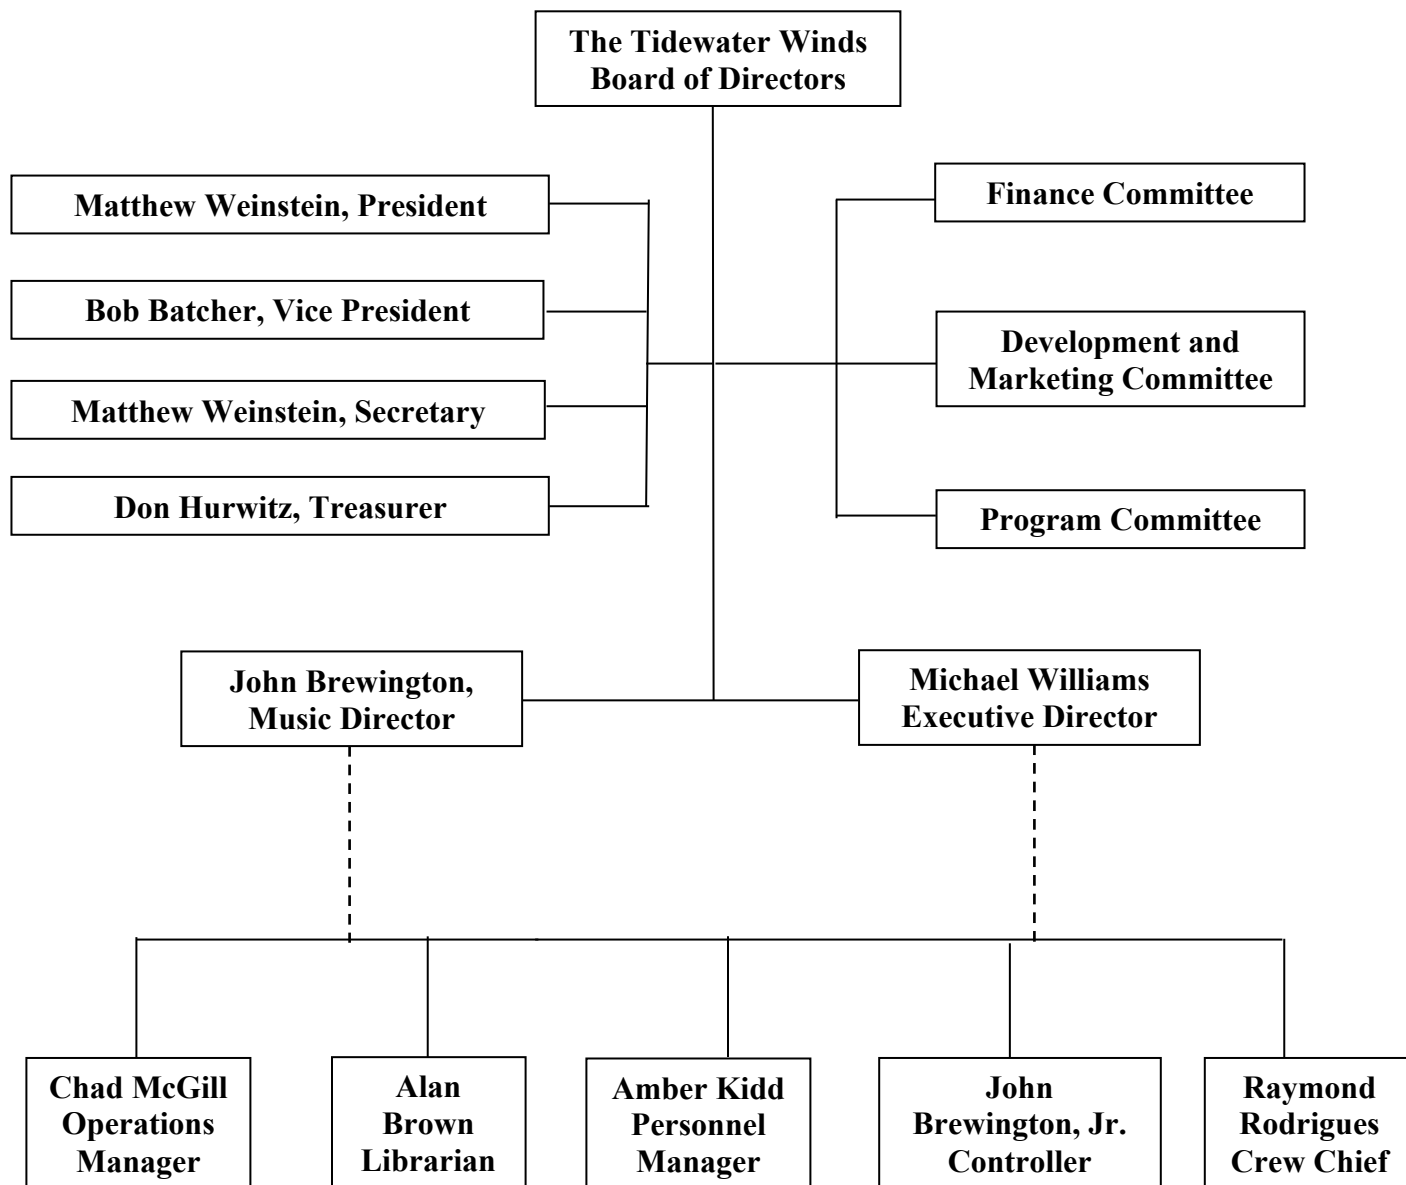 The Tidewater Winds
Board of Directors
Matthew Weinstein, President
Bob Batcher, Vice President
Matthew Weinstein, Secretary
Don Hurwitz, Treasurer
Finance Committee
Development and
Marketing Committee
Program Committee
John Brewington,
Music Director
Michael Williams
Executive Director
Chad McGill
Operations
Manager
Alan
Brown
Librarian
Amber Kidd
Personnel
Manager
John
Brewington, Jr.
Controller
Raymond
Rodrigues
Crew Chief